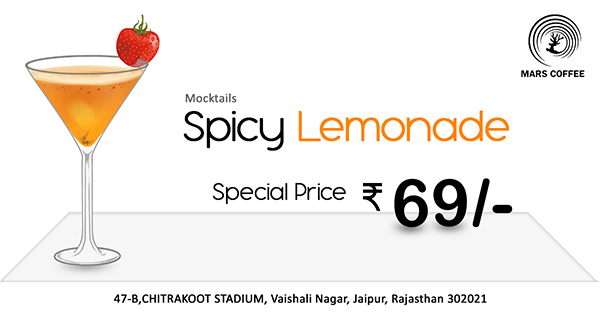 MARS COFFEE
Mocktails
Spicy Lemonade
Special Price ₹ 69/-
47-B,CHITRAKOOT STADIUM, Vaishali Nagar, Jaipur, Rajasthan 302021